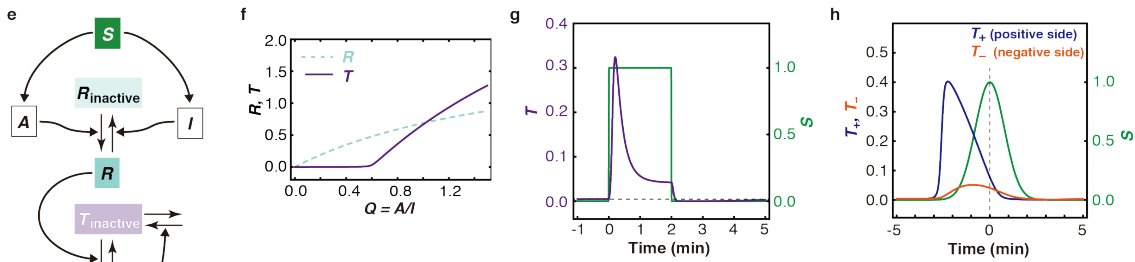 e
S
R inactive
A
I
R
T inactive
f
2.0
1.5
1.0
0.5
0.0
R, T
R
T
0.0
0.4
0.8
1.2
Q = A/I
g
T
0.4
0.3
0.2
0.1
0.0
T
1.0
0.5
0.0
S
-1
0
1
2
3
4
5
Time (min)
h
T+ (positive side)
T− (negative side)
0.5
0.4
0.3
0.2
0.1
0.0
T+, T−
1.0
0.5
0.0
S
-5
0
5
Time (min)